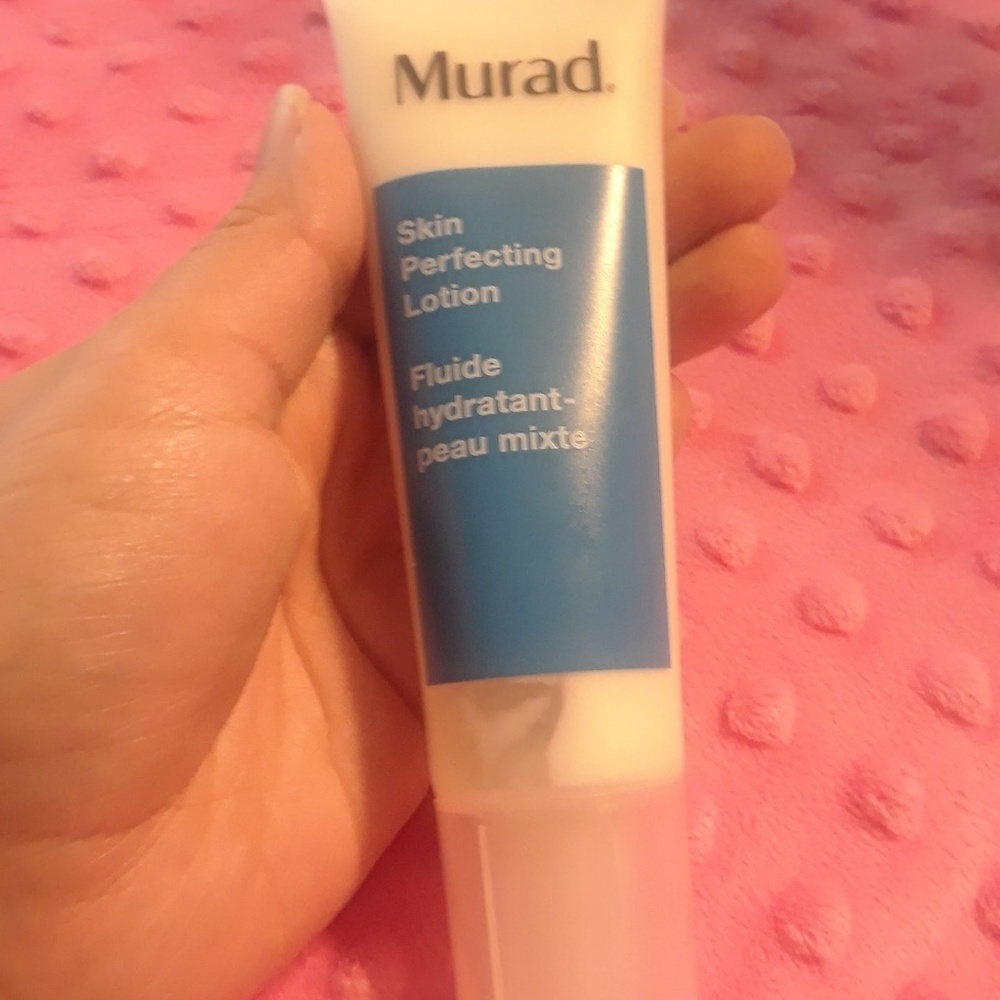 Murad.
Skin
Perfecting
Lotion
Fluide
hydratant-
peau mixte